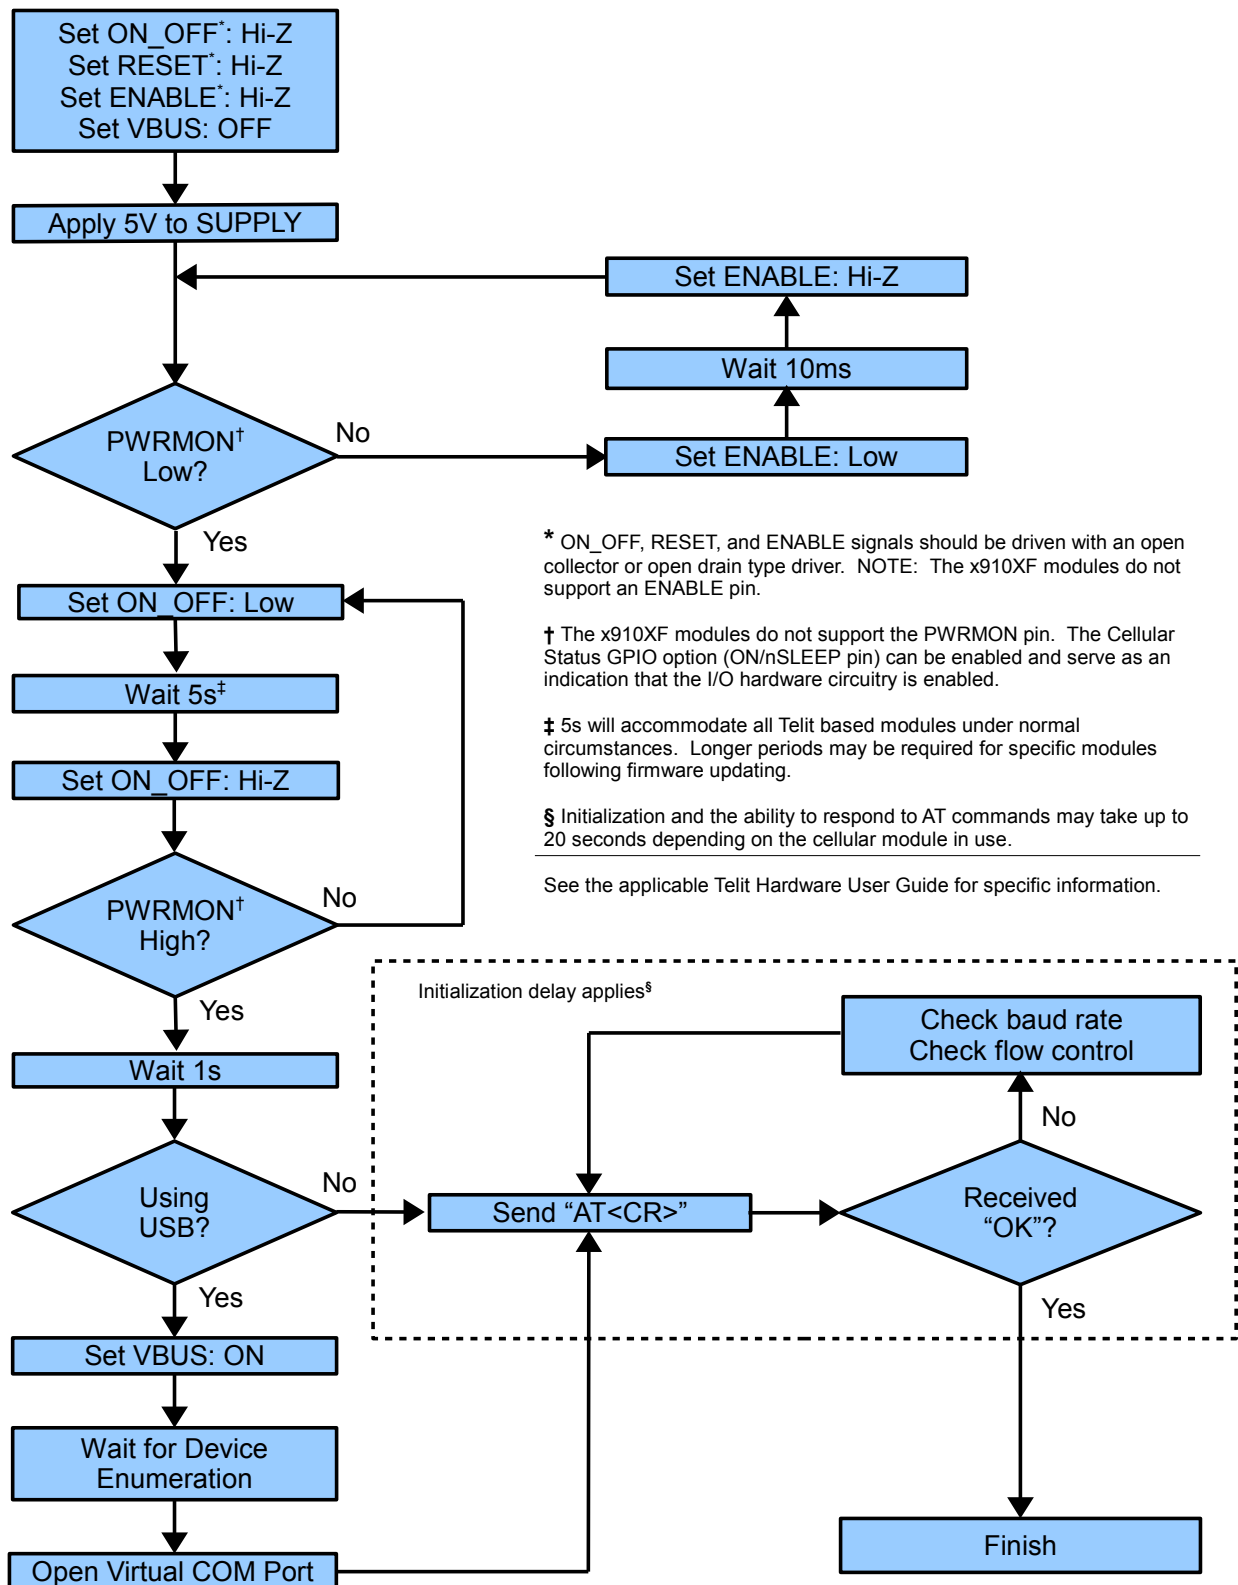 Set ON_OFF*: Hi-Z
Set RESET*: Hi-Z
Set ENABLE*: Hi-Z
Set VBUS: OFF
Apply 5V to SUPPLY
Set ENABLE: Hi-Z
Wait 10ms
Set ENABLE: Low
PWRMON†
Low?
No
Yes
Set ON_OFF: Low
Wait 5s‡
Set ON_OFF: Hi-Z
PWRMON†
High?
No
Yes
* ON_OFF, RESET, and ENABLE signals should be driven with an open
collector or open drain type driver. NOTE: The x910XF modules do not
support an ENABLE pin.
† The x910XF modules do not support the PWRMON pin. The Cellular
Status GPIO option (ON/nSLEEP pin) can be enabled and serve as an
indication that the I/O hardware circuitry is enabled.
‡ 5s will accommodate all Telit based modules under normal
circumstances. Longer periods may be required for specific modules
following firmware updating.
§ Initialization and the ability to respond to AT commands may take up to
20 seconds depending on the cellular module in use.
See the applicable Telit Hardware User Guide for specific information.
Wait 1s
Using
USB?
No
Yes
Initialization delay applies§
Check baud rate
Check flow control
No
Send “AT<CR>”
Received
“OK”?
Yes
Set VBUS: ON
Wait for Device
Enumeration
Open Virtual COM Port
Finish